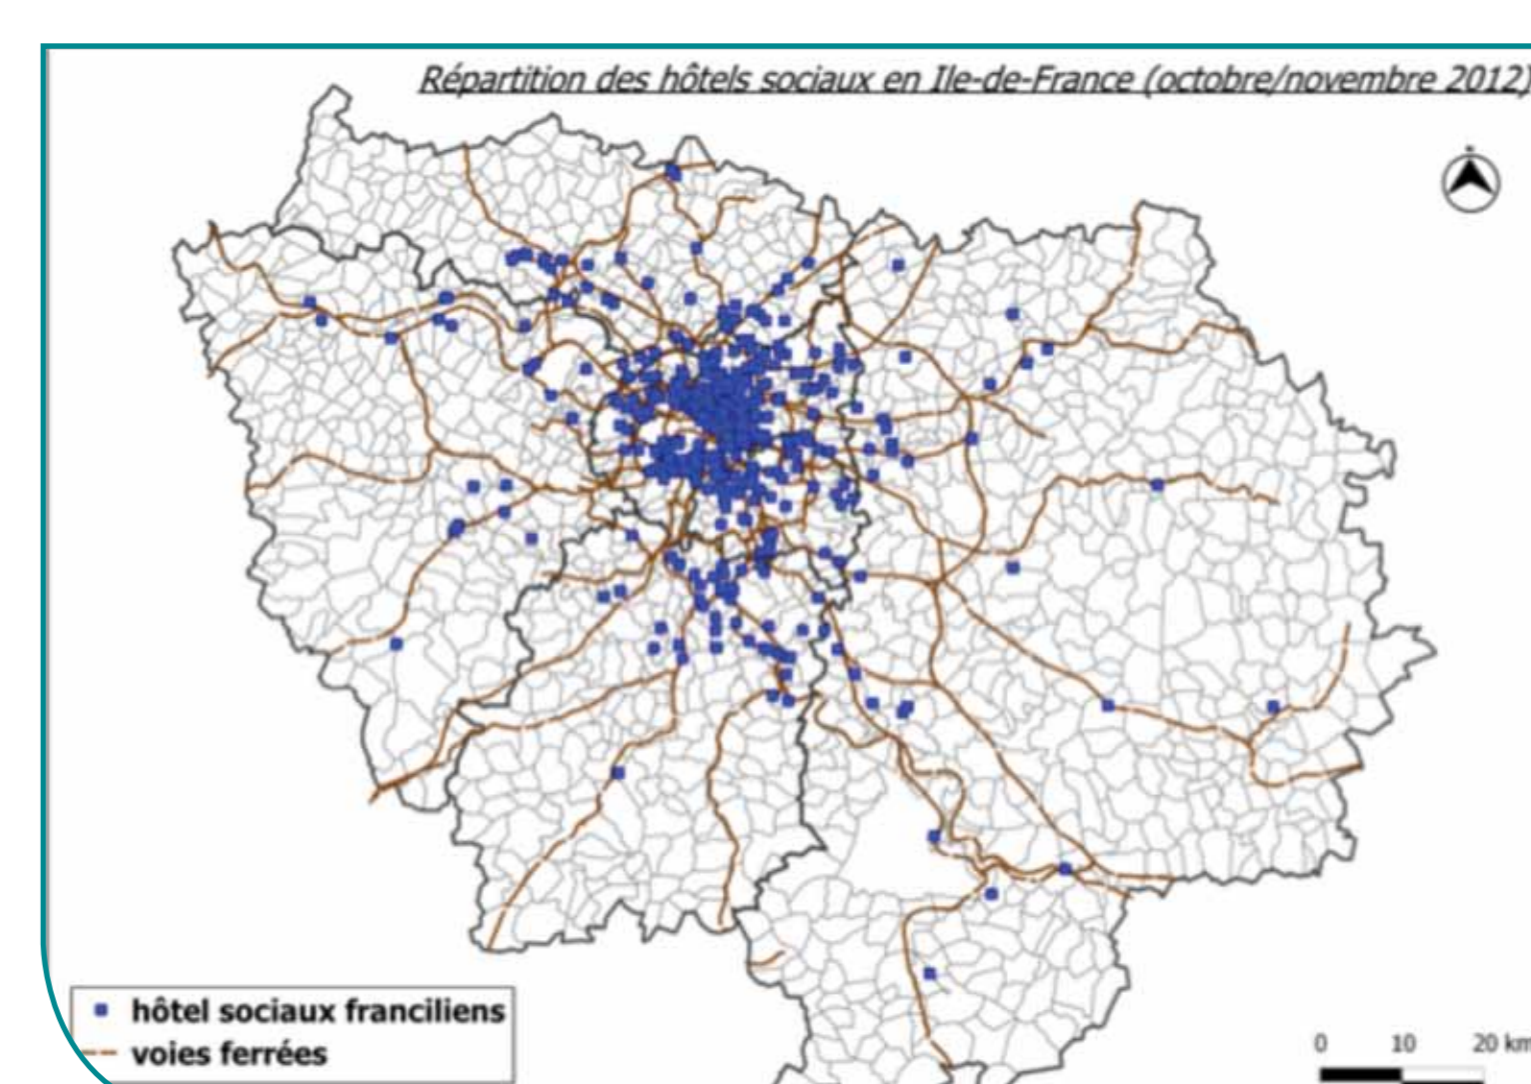 Répartition des hôtels sociaux en Ile-de-France (octobre/novembre 2012)
hôtel sociaux franciliens
voies ferrées
0 10 20 km